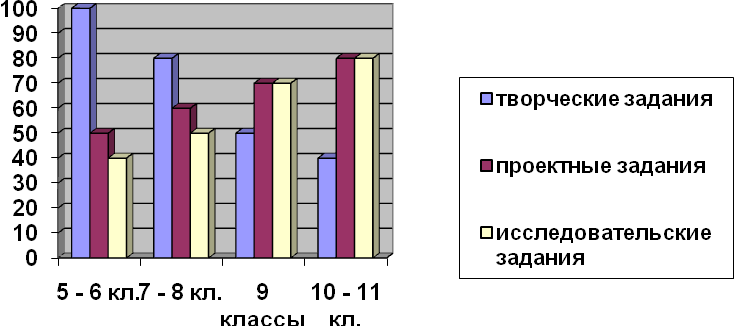 100
90
80
70
60
50
40
30
20
10
0
5 - 6 кл.
7 - 8 кл.
9
классы
10 - 11
кл.
творческие задания
проектные задания
исследовательские
задания